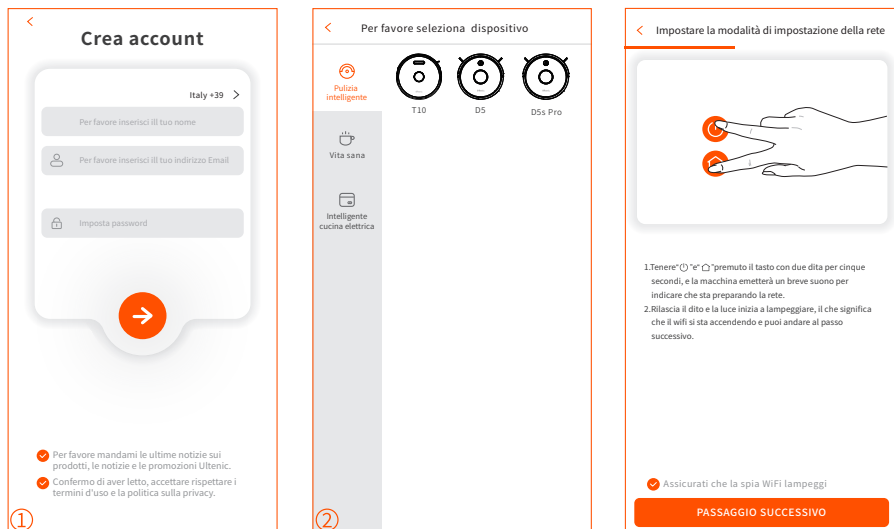 Crea account
Italy +39
Per favore inserisci ill tuo nome
Per favore inserisci ill tuo indirizzo Email
Imposta password
Per favore mandami le ultime notizie sui
prodotti, le notizie e le promozioni Ultenic.
Confermo di aver letto, accettare rispettare i
termini d'uso e la politica sulla privacy.
1
Per favore seleziona dispositivo
Pulizia
intelligente
Vita sana
Intelligente
cucina elettrica
T10
D5
D5s Pro
2
Impostare la modalità di impostazione della rete
1.Tenere“ ”e“ ”premuto il tasto con due dita per cinque
secondi, e la macchina emetterà un breve suono per
indicare che sta preparando la rete.
2.Rilascia il dito e la luce inizia a lampeggiare, il che significa
che il wifi si sta accendendo e puoi andare al passo
successivo.
Assicurati che la spia WiFi lampeggi
PASSAGGIO SUCCESSIVO